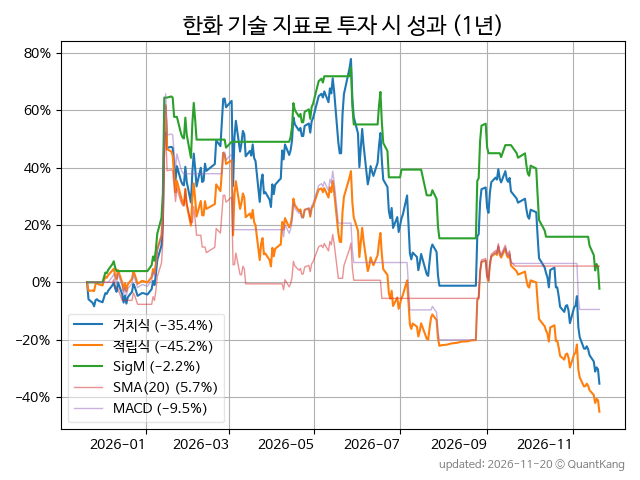 한화 기술 지표로 투자 시 성과 (1년)
80%
60%
40%
20%
0%
−20%
−40%
거치식 (−35.4%)
적립식 (−45.2%)
SigM (−2.2%)
SMA(20) (5.7%)
MACD (−9.5%)
2026-01 2026-03 2026-05 2026-07 2026-09 2026-11
updated: 2026-11-20 © QuantKang